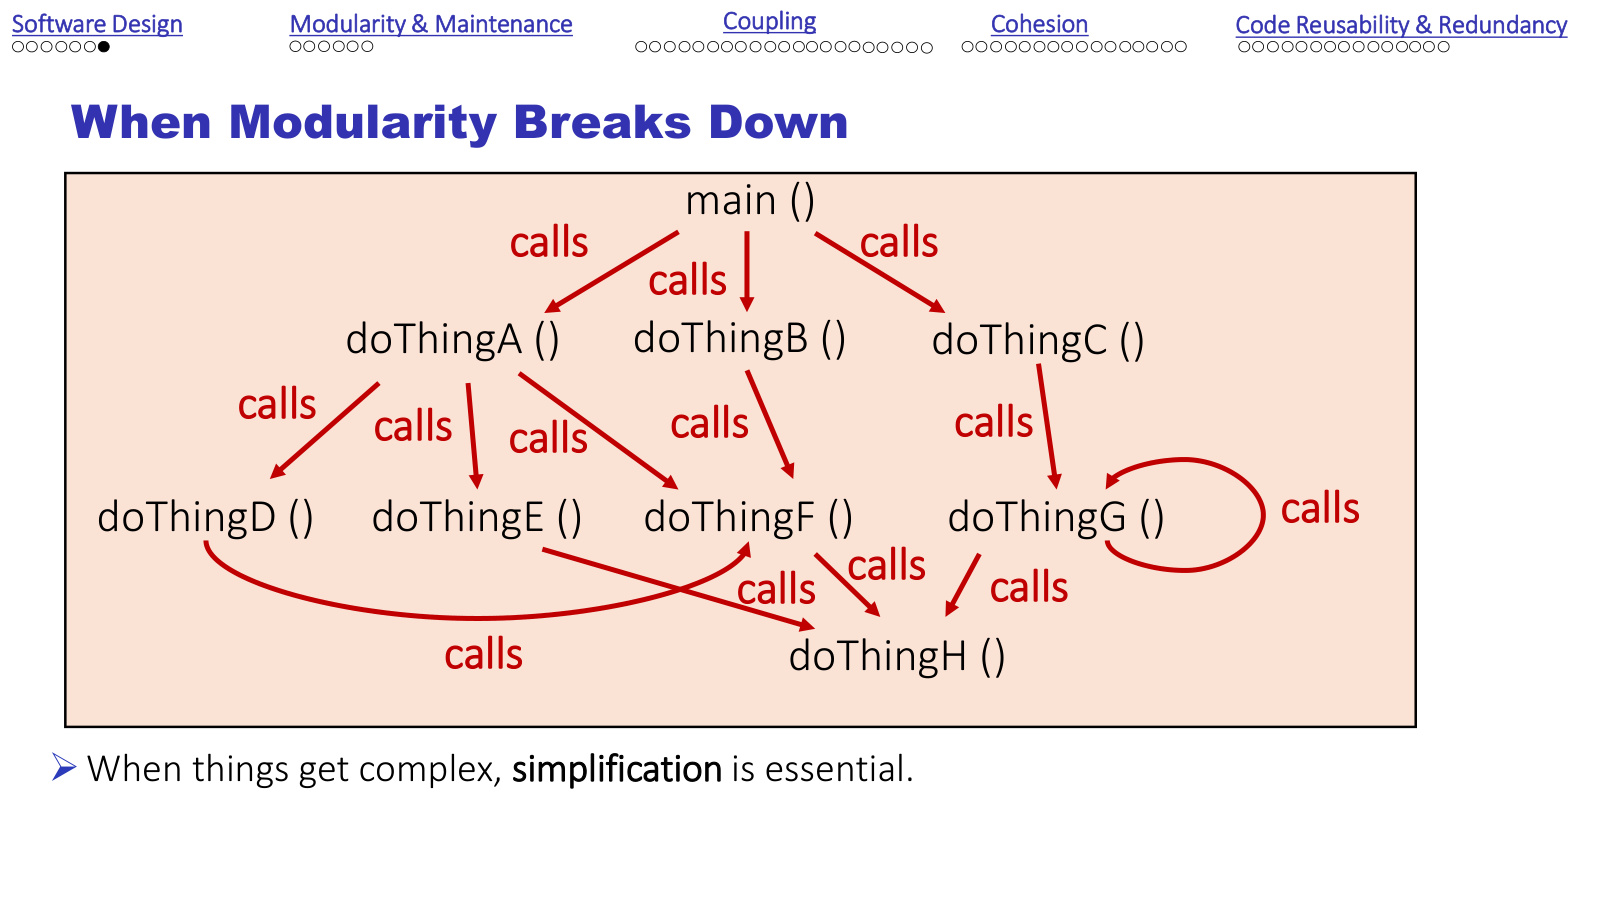 Software Design
Modularity & Maintenance
Coupling
Cohesion
Code Reusability & Redundancy
When Modularity Breaks Down
main ()
calls
calls
calls
doThingA ()
doThingB ()
doThingC ()
calls
calls
calls
calls
calls
doThingD ()
doThingE ()
doThingF ()
doThingG ()
calls
calls
calls
calls
calls
doThingH ()
When things get complex, simplification is essential.